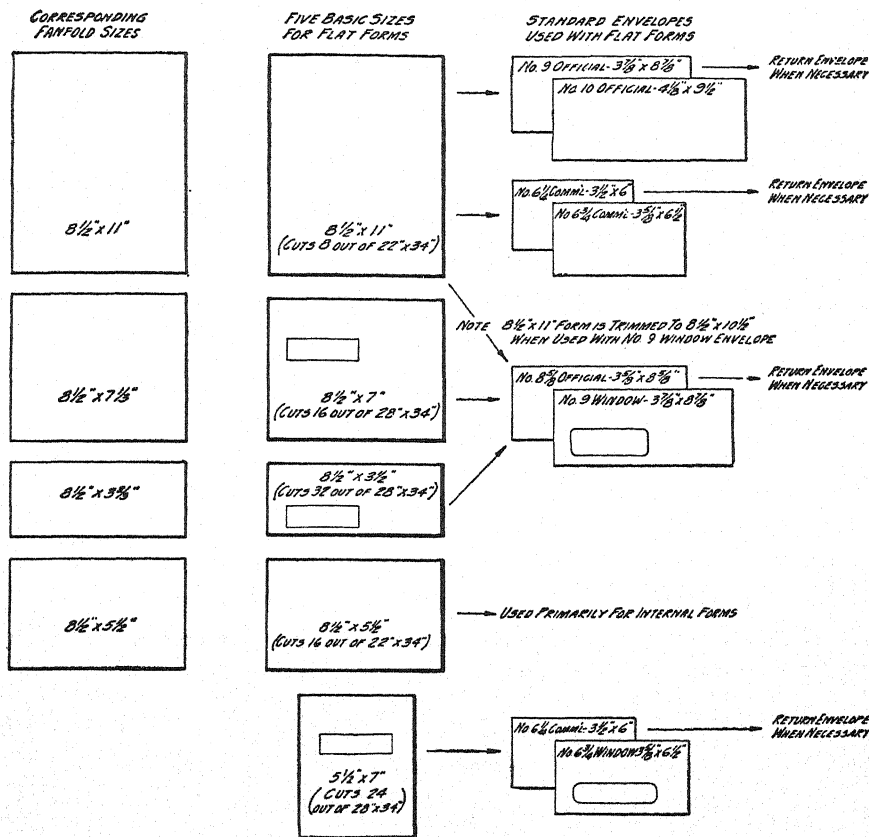 CORRESPONDING
FANFOLD SIZES
8½" x 11"
8½" x 7⅓"
8½" x 3⅔"
8½" x 5½"
FIVE BASIC SIZES
FOR FLAT FORMS
8½" x 11"
(CUTS 8 OUT OF 22" x 34")
8½" x 7"
(CUTS 16 OUT OF 28" x 34")
8½" x 3½"
(CUTS 32 OUT OF 28" x 34")
8½" x 5½"
(CUTS 16 OUT OF 22" x 34")
5½" x 7"
(CUTS 24
OUT OF 28" x 34")
STANDARD ENVELOPES
USED WITH FLAT FORMS
No. 9 OFFICIAL - 3⅞" x 8⅞"
No. 10 OFFICIAL - 4⅛" x 9½"
RETURN ENVELOPE
WHEN NECESSARY
No. 6¼ COMM'L - 3½" x 6"
No. 6¾ COMM'L - 3⅝" x 6½"
RETURN ENVELOPE
WHEN NECESSARY
NOTE 8½" x 11" FORM IS TRIMMED TO 8½" x 10½"
WHEN USED WITH NO. 9 WINDOW ENVELOPE
No. 8⅝ OFFICIAL - 3⅝" x 8⅝"
No. 9 WINDOW - 3⅞" x 8⅞"
RETURN ENVELOPE
WHEN NECESSARY
USED PRIMARILY FOR INTERNAL FORMS
No 6¼ COMM'L - 3½" x 6"
No. 6¾ WINDOW 3⅝" x 6½"
RETURN ENVELOPE
WHEN NECESSARY